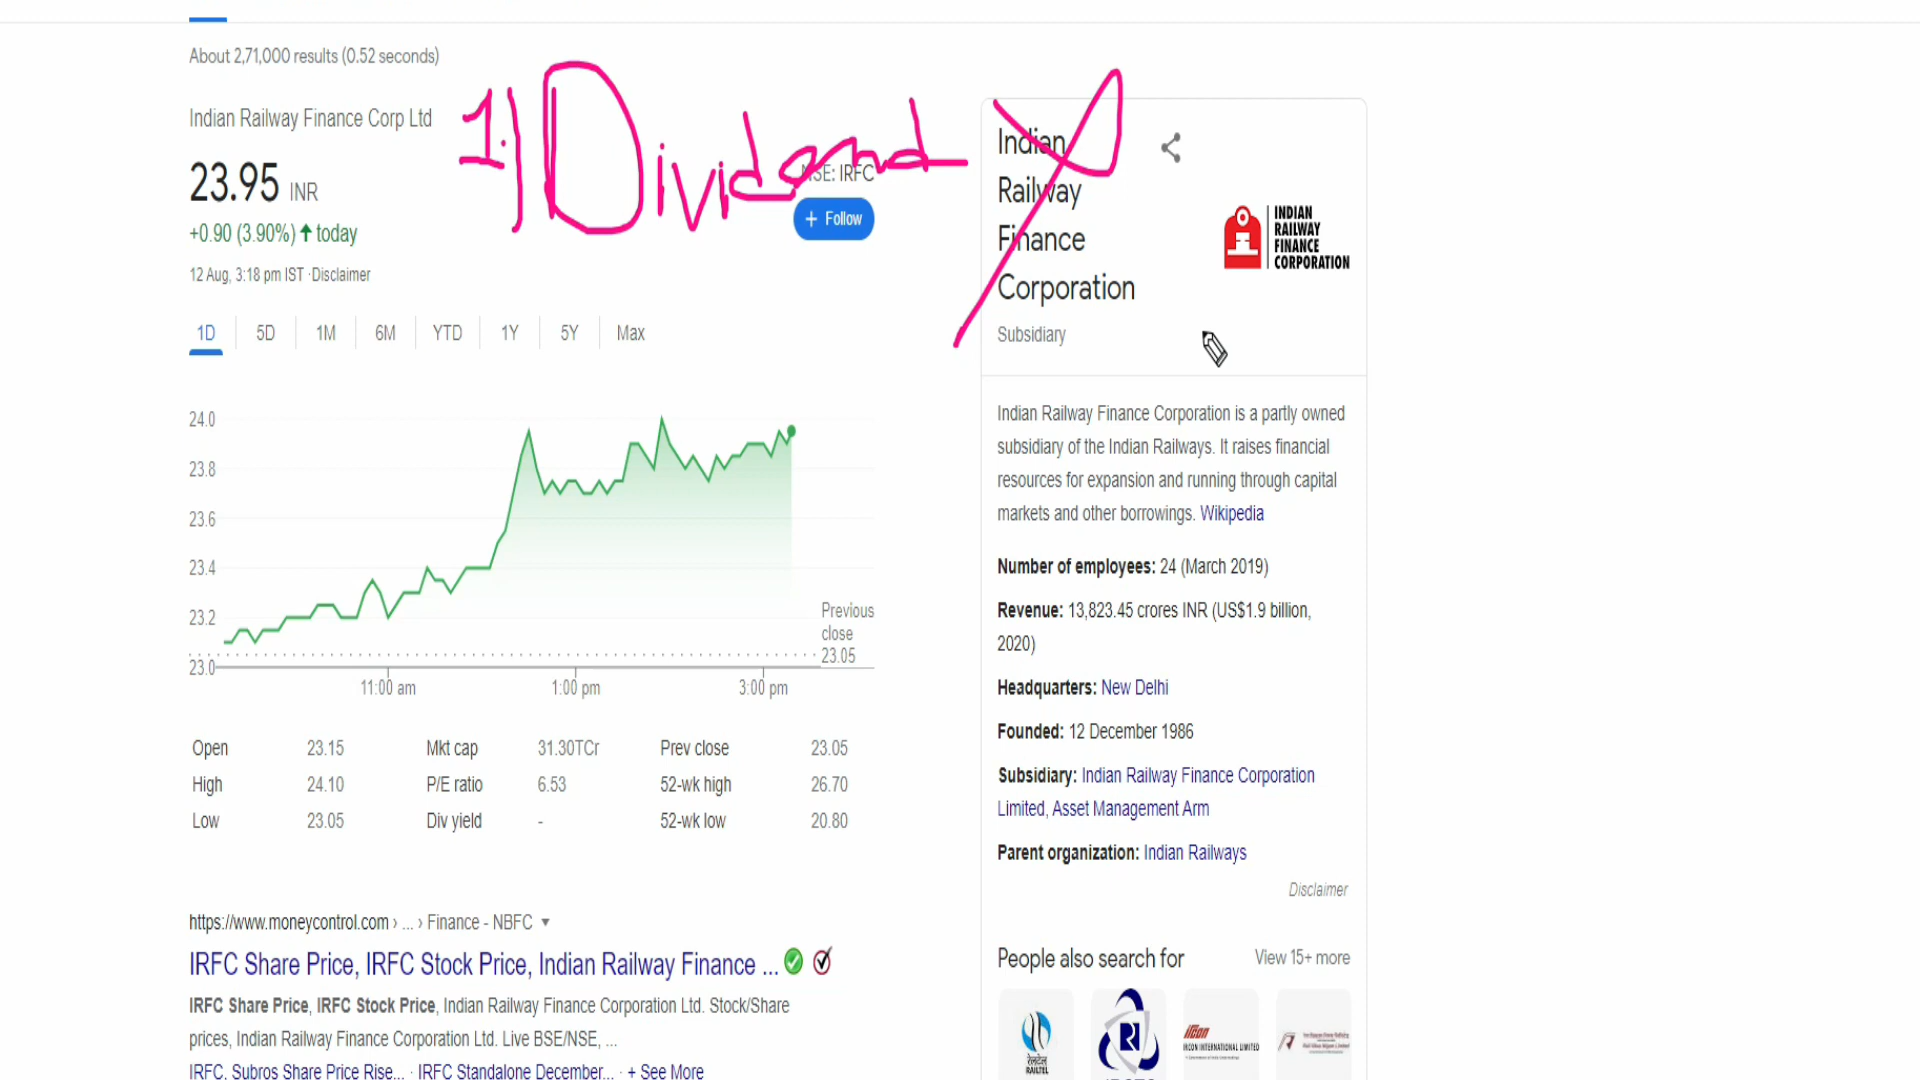 About 2,71,000 results (0.52 seconds)
Indian Railway Finance Corp Ltd
1.) Dividend
23.95 INR
NSE: IRFC
+ Follow
+0.90 (3.90%) ↑ today
12 Aug, 3:18 pm IST · Disclaimer
1D 5D 1M 6M YTD 1Y 5Y Max
24.0
23.8
23.6
23.4
23.2
23.0
Previous
close
23.05
11:00 am 1:00 pm 3:00 pm
Open 23.15 Mkt cap 31.30TCr Prev close 23.05
High 24.10 P/E ratio 6.53 52-wk high 26.70
Low 23.05 Div yield - 52-wk low 20.80
https://www.moneycontrol.com › ... › Finance - NBFC
IRFC Share Price, IRFC Stock Price, Indian Railway Finance ...
IRFC Share Price, IRFC Stock Price, Indian Railway Finance Corporation Ltd. Stock/Share
prices, Indian Railway Finance Corporation Ltd. Live BSE/NSE, ...
IRFC, Subros Share Price Rise... · IRFC Standalone December... · + See More
Indian
Railway
Finance
Corporation
Subsidiary
INDIAN
RAILWAY
FINANCE
CORPORATION
Indian Railway Finance Corporation is a partly owned
subsidiary of the Indian Railways. It raises financial
resources for expansion and running through capital
markets and other borrowings. Wikipedia
Number of employees: 24 (March 2019)
Revenue: 13,823.45 crores INR (US$1.9 billion,
2020)
Headquarters: New Delhi
Founded: 12 December 1986
Subsidiary: Indian Railway Finance Corporation
Limited, Asset Management Arm
Parent organization: Indian Railways
Disclaimer
People also search for View 15+ more
रेलटेल
RAILTEL
ircon
IRCON INTERNATIONAL LIMITED